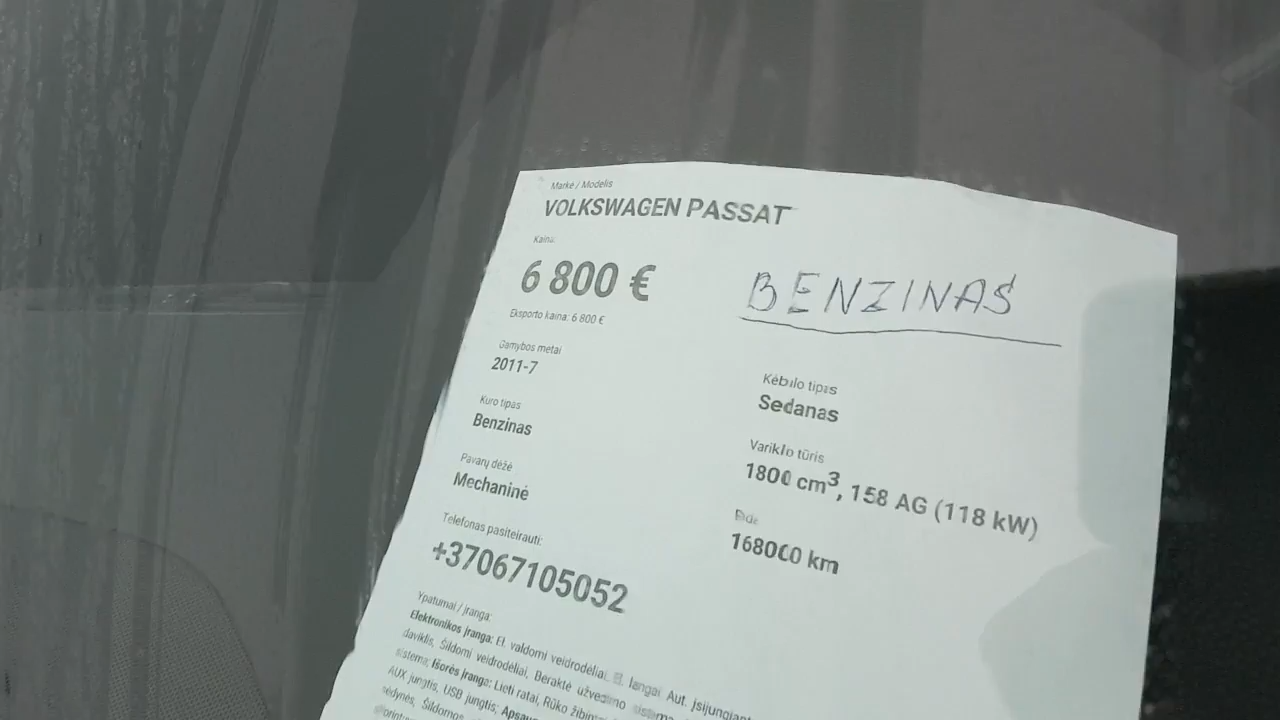 Markė / Modelis
VOLKSWAGEN PASSAT
Kaina:
6 800 €
Eksporto kaina: 6 800 €
BENZINAS
Gamybos metai
2011-7
Kuro tipas
Benzinas
Pavarų dėžė
Mechaninė
Kėbulo tipas
Sedanas
Variklio tūris
1800 cm³, 158 AG (118 kW)
Rida
168000 km
Telefonas pasiteirauti:
+37067105052
Ypatumai / Įranga:
Elektronikos įranga: El. valdomi veidrodėliai, El. langai Aut. įsijungiantys
daviklis, Šildomi veidrodėliai, Beraktė užvedimo sistema
sistema; Išorės įranga: Lieti ratai, Rūko žibintai
AUX jungtis, USB jungtis;
sėdynės, Šildomos